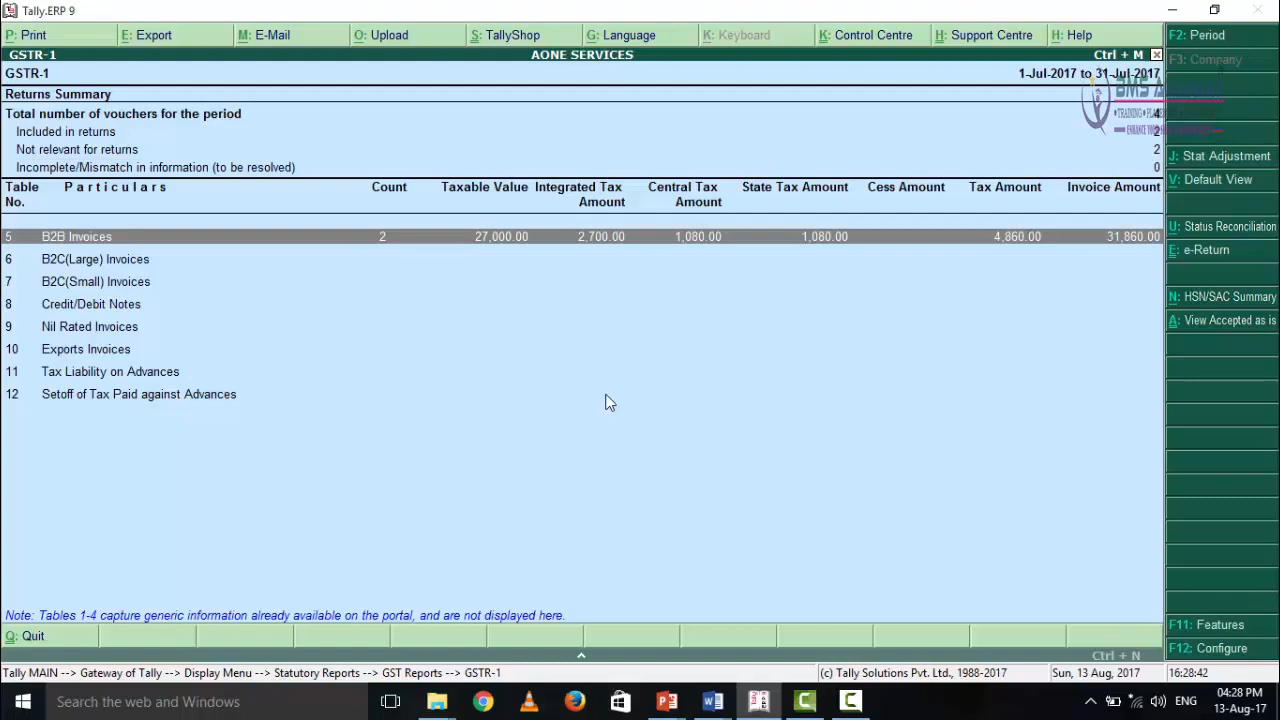 Tally.ERP 9
P: Print E: Export M: E-Mail O: Upload S: TallyShop G: Language K: Keyboard K: Control Centre H: Support Centre H: Help F2: Period
GSTR-1 AONE SERVICES Ctrl + M
F3: Company
GSTR-1 1-Jul-2017 to 31-Jul-2017
Returns Summary
BMS
Total number of vouchers for the period 4
Included in returns 2
Not relevant for returns 2
Incomplete/Mismatch in information (to be resolved) 0
J: Stat Adjustment
V: Default View
Table Particulars Count Taxable Value Integrated Tax Central Tax State Tax Amount Cess Amount Tax Amount Invoice Amount
No. Amount Amount
U: Status Reconciliation
5 B2B Invoices 2 27,000.00 2,700.00 1,080.00 1,080.00 4,860.00 31,860.00
E: e-Return
6 B2C(Large) Invoices
7 B2C(Small) Invoices
N: HSN/SAC Summary
8 Credit/Debit Notes
A: View Accepted as is
9 Nil Rated Invoices
10 Exports Invoices
11 Tax Liability on Advances
12 Setoff of Tax Paid against Advances
Note: Tables 1-4 capture generic information already available on the portal, and are not displayed here.
F11: Features
Q: Quit
F12: Configure
Ctrl + N
Tally MAIN --> Gateway of Tally --> Display Menu --> Statutory Reports --> GST Reports --> GSTR-1 (c) Tally Solutions Pvt. Ltd., 1988-2017 Sun, 13 Aug, 2017 16:28:42
Search the web and Windows ENG 04:28 PM
13-Aug-17